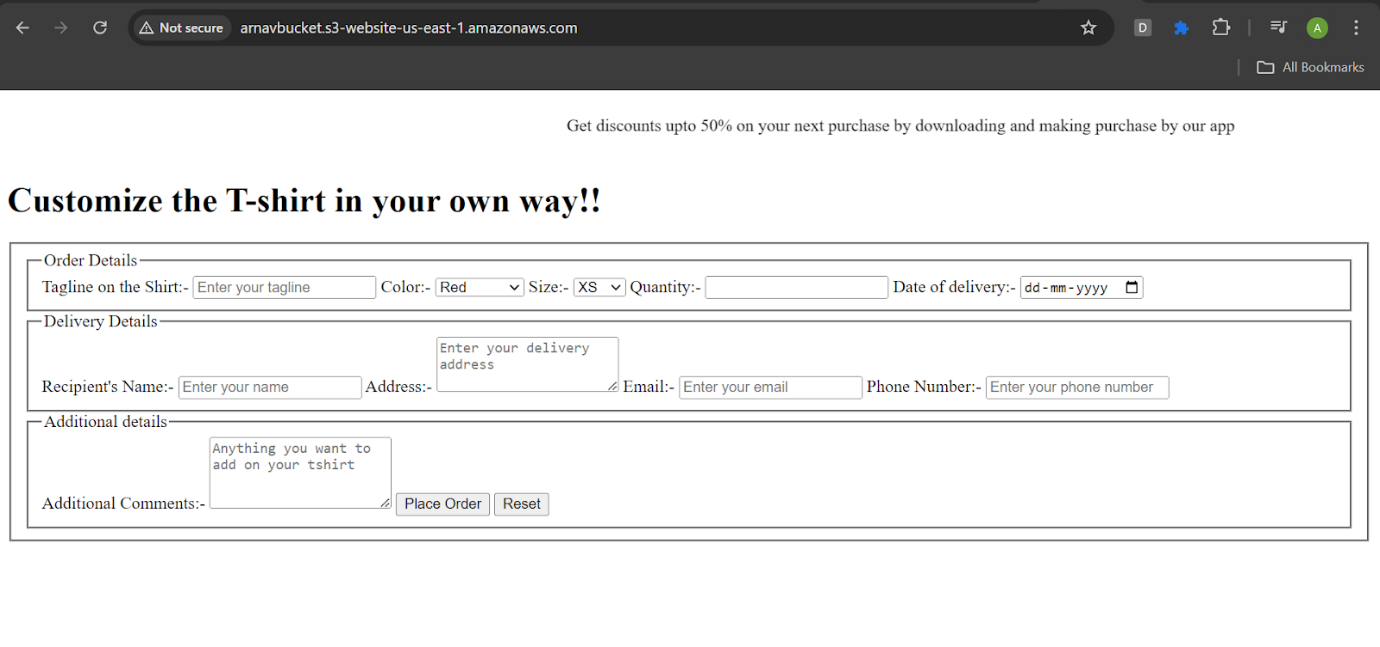 Not secure arnavbucket.s3-website-us-east-1.amazonaws.com D A
All Bookmarks
Get discounts upto 50% on your next purchase by downloading and making purchase by our app
Customize the T-shirt in your own way!!
Order Details
Tagline on the Shirt:- Enter your tagline Color:- Red Size:- XS Quantity:- Date of delivery:- dd-mm-yyyy
Delivery Details
Enter your delivery
address
Recipient's Name:- Enter your name Address:- Email:- Enter your email Phone Number:- Enter your phone number
Additional details
Anything you want to
add on your tshirt
Additional Comments:- Place Order Reset